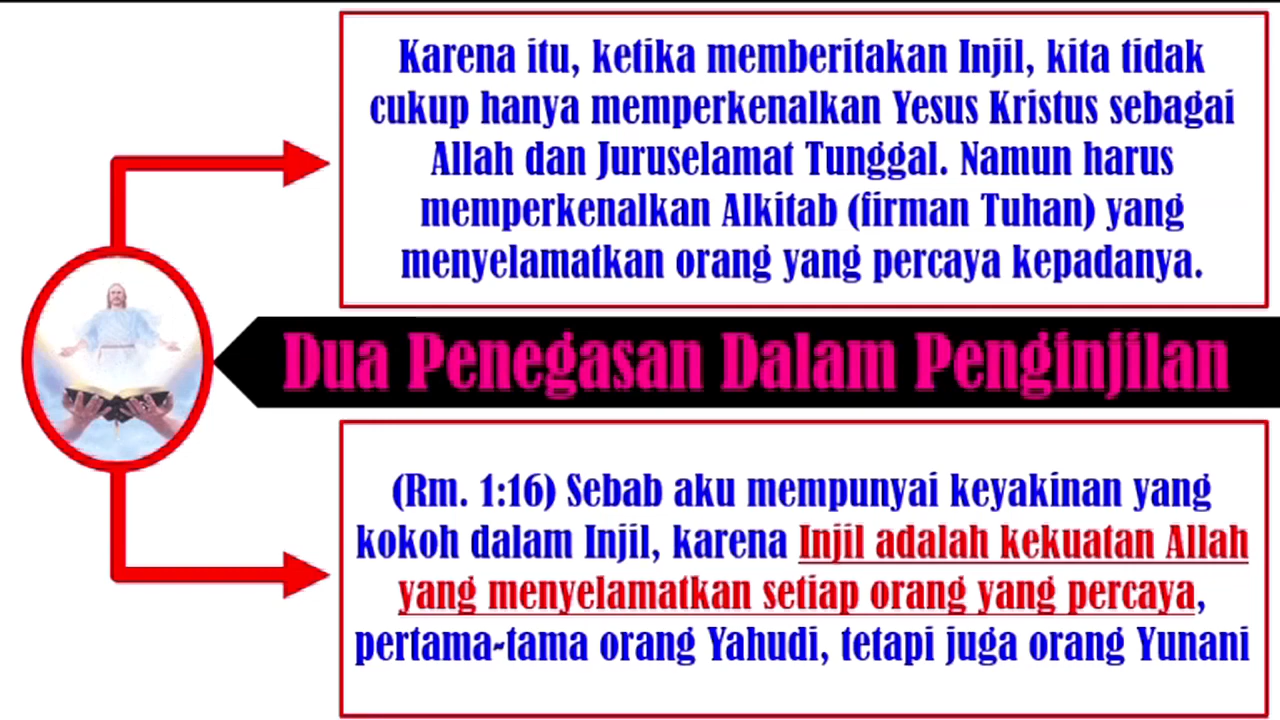 Karena itu, ketika memberitakan Injil, kita tidak
cukup hanya memperkenalkan Yesus Kristus sebagai
Allah dan Juruselamat Tunggal. Namun harus
memperkenalkan Alkitab (firman Tuhan) yang
menyelamatkan orang yang percaya kepadanya.
Dua Penegasan Dalam Penginjilan
(Rm. 1:16) Sebab aku mempunyai keyakinan yang
kokoh dalam Injil, karena Injil adalah kekuatan Allah
yang menyelamatkan setiap orang yang percaya,
pertama-tama orang Yahudi, tetapi juga orang Yunani